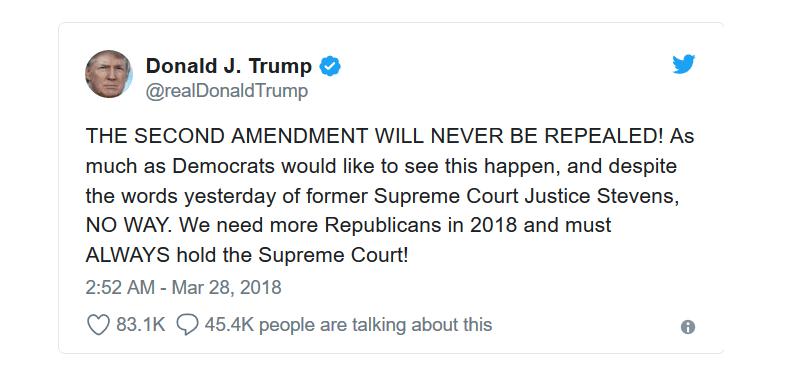 Donald J. Trump
@realDonaldTrump
THE SECOND AMENDMENT WILL NEVER BE REPEALED! As
much as Democrats would like to see this happen, and despite
the words yesterday of former Supreme Court Justice Stevens,
NO WAY. We need more Republicans in 2018 and must
ALWAYS hold the Supreme Court!
2:52 AM - Mar 28, 2018
83.1K 45.4K people are talking about this